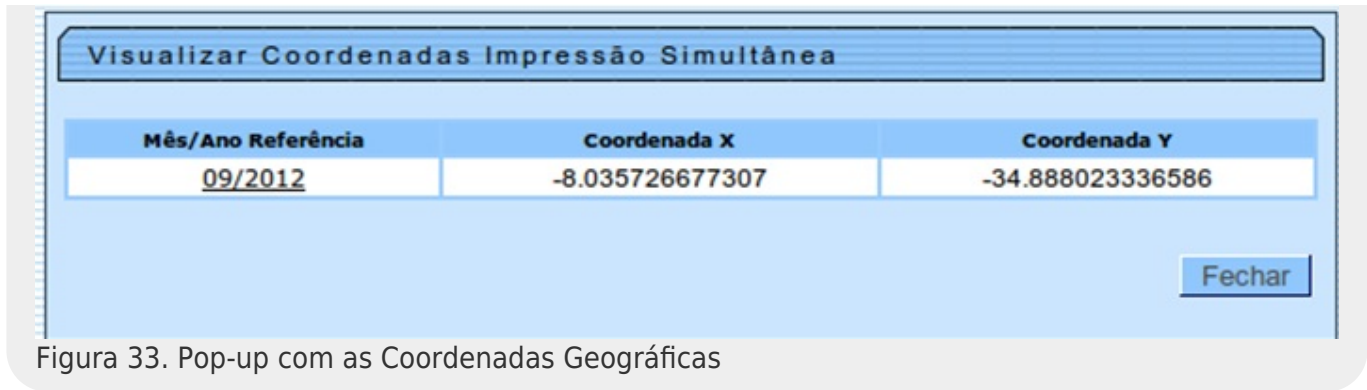 Visualizar Coordenadas Impressão Simultânea
Mês/Ano Referência Coordenada X Coordenada Y
09/2012 -8.035726677307 -34.888023336586
Fechar
Figura 33. Pop-up com as Coordenadas Geográficas